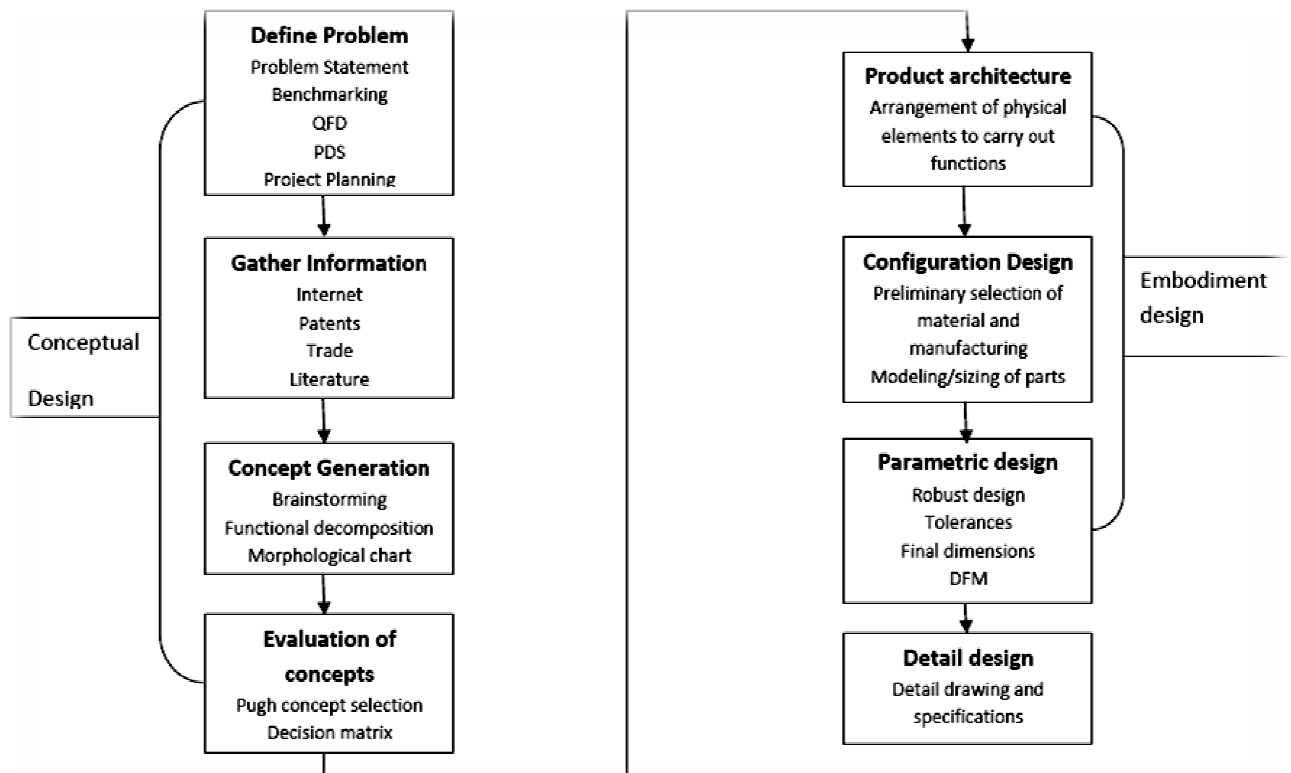 Define Problem
Problem Statement
Benchmarking
QFD
PDS
Project Planning
Gather Information
Internet
Patents
Trade
Literature
Conceptual
Design
Concept Generation
Brainstorming
Functional decomposition
Morphological chart
Evaluation of
concepts
Pugh concept selection
Decision matrix
Product architecture
Arrangement of physical
elements to carry out
functions
Configuration Design
Preliminary selection of
material and
manufacturing
Modeling/sizing of parts
Embodiment
design
Parametric design
Robust design
Tolerances
Final dimensions
DFM
Detail design
Detail drawing and
specifications